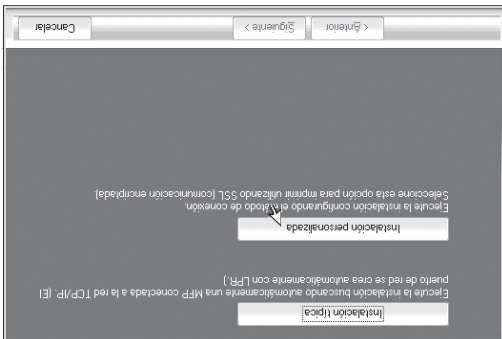 Instalación típica
Ejecute la instalación buscando automáticamente una MFP conectada a la red TCP/IP. (El
puerto de red se crea automáticamente con LPR.)
Instalación personalizada
Ejecute la instalación configurando el método de conexión.
Seleccione esta opción para imprimir utilizando SSL (comunicación encriptada).
< Anterior
Siguiente >
Cancelar